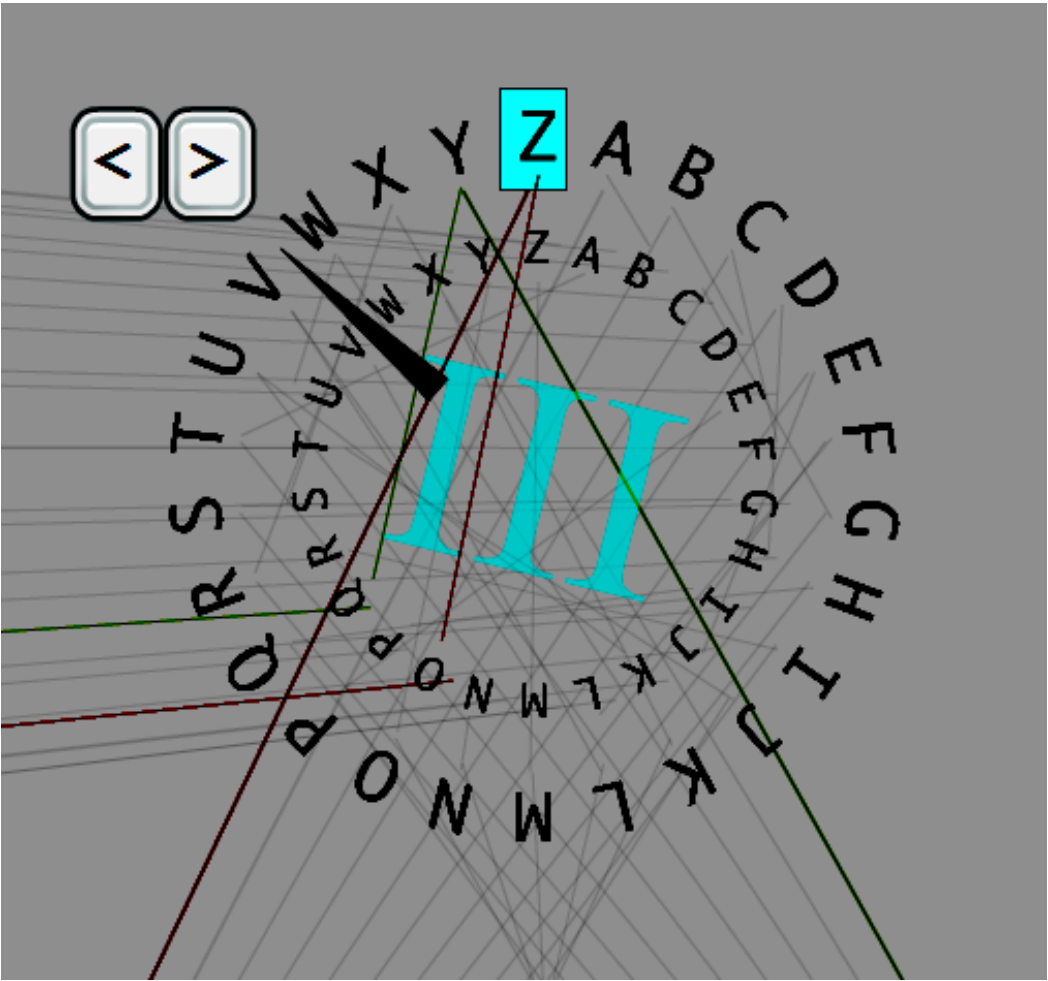 < >
Z A B C D E F G H I J K L M N O P Q R S T U V W X Y
Z A B C D E F G H I J K L M N O P Q R S T U V W X Y
III